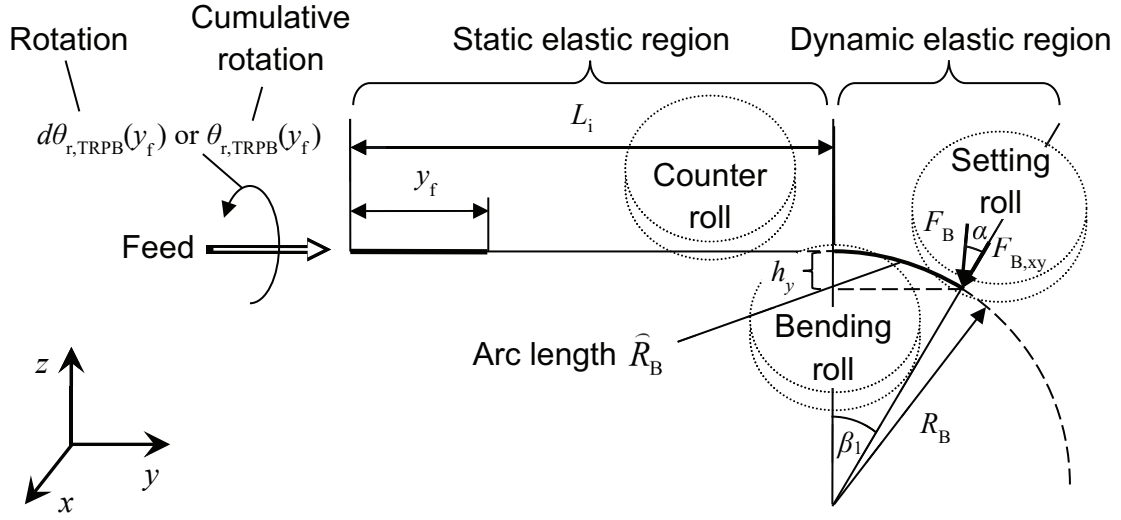 Rotation
Cumulative
rotation
Static elastic region
Dynamic elastic region
dθr,TRPB(yf) or θr,TRPB(yf)
Li
yf
Counter
roll
Setting
roll
Feed
FB
α
FB,xy
hy
Bending
roll
Arc length R̂B
RB
β1
z
y
x